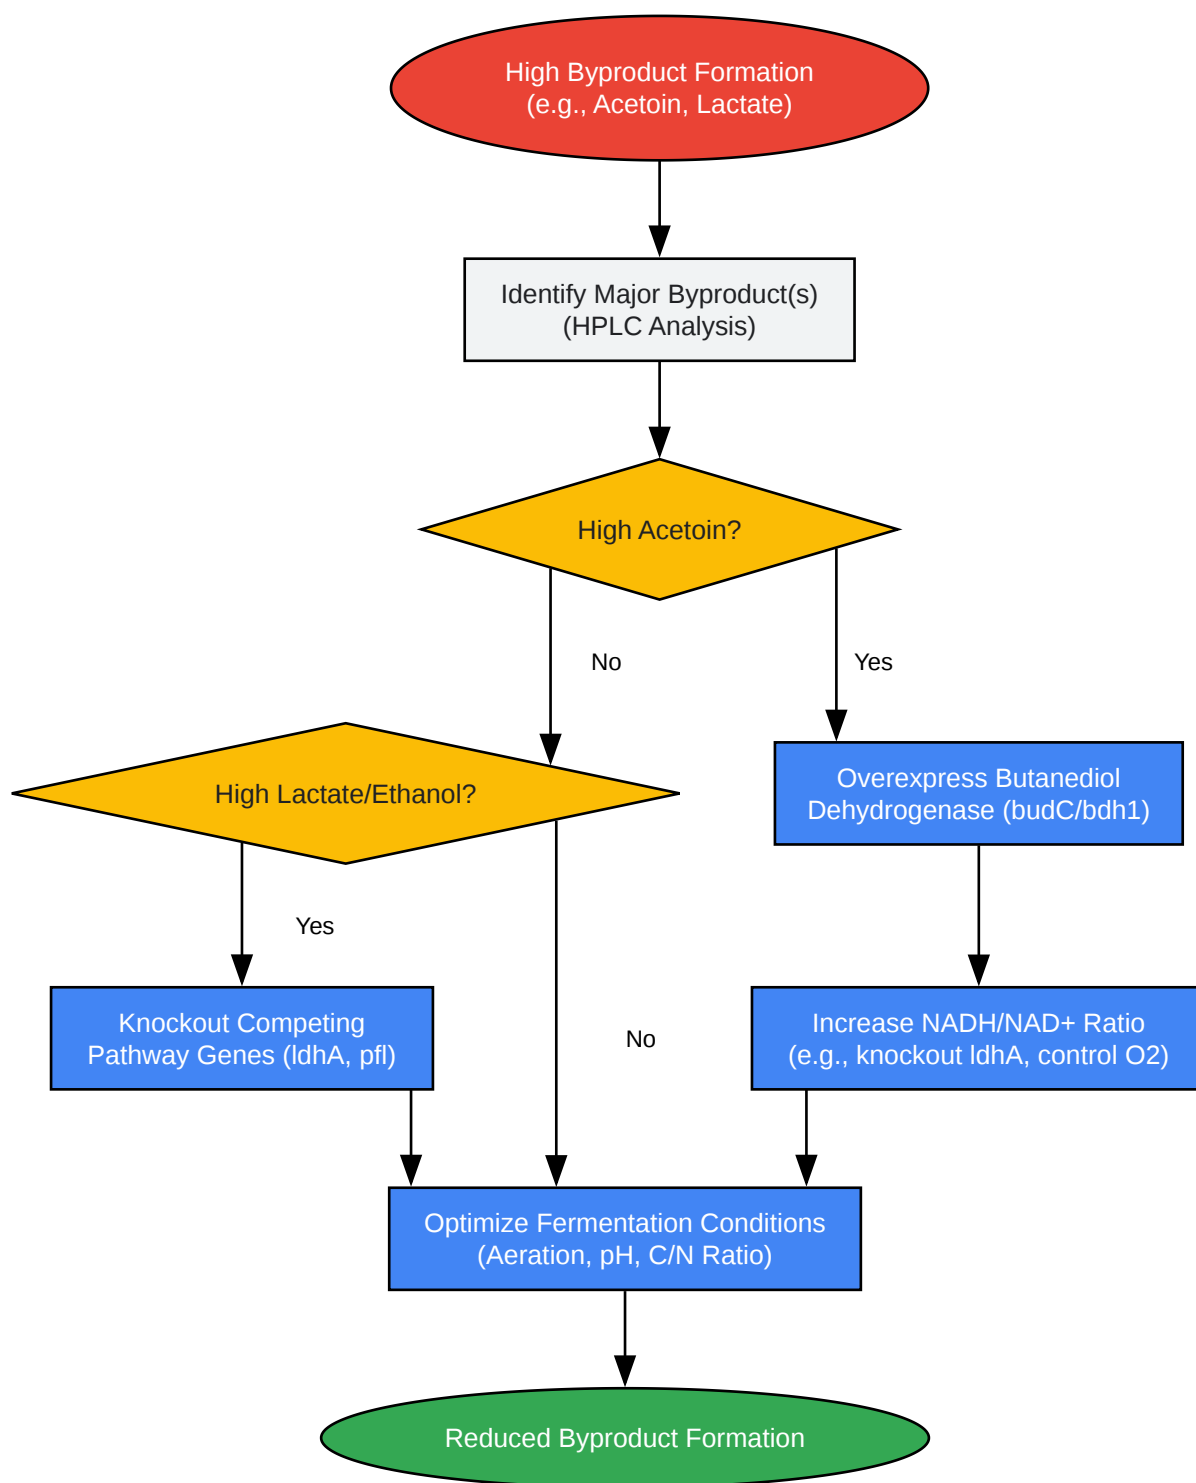 High Byproduct Formation
(e.g., Acetoin, Lactate)
Identify Major Byproduct(s)
(HPLC Analysis)
High Acetoin?
No
Yes
High Lactate/Ethanol?
Overexpress Butanediol
Dehydrogenase (budC/bdh1)
Yes
Knockout Competing
Pathway Genes (ldhA, pfl)
No
Increase NADH/NAD+ Ratio
(e.g., knockout ldhA, control O2)
Optimize Fermentation Conditions
(Aeration, pH, C/N Ratio)
Reduced Byproduct Formation